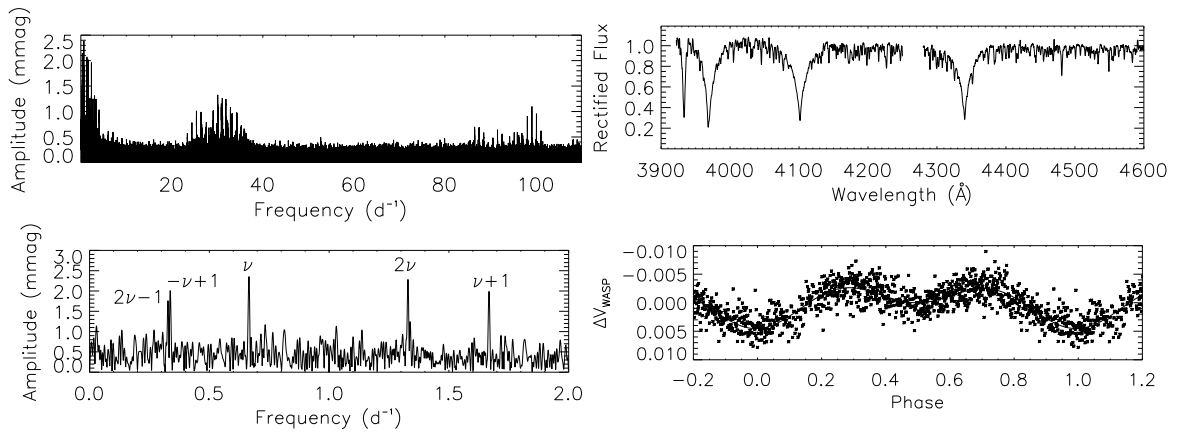 Amplitude (mmag)
2.5
2.0
1.5
1.0
0.5
0.0
20 40 60 80 100
Frequency (d⁻¹)
Rectified Flux
1.0
0.8
0.6
0.4
0.2
3900 4000 4100 4200 4300 4400 4500 4600
Wavelength (Å)
Amplitude (mmag)
3.0
2.5
2.0
1.5
1.0
0.5
0.0
2ν−1
−ν+1
ν
2ν
ν+1
0.0 0.5 1.0 1.5 2.0
Frequency (d⁻¹)
ΔV_WASP
−0.010
−0.005
0.000
0.005
0.010
−0.2 0.0 0.2 0.4 0.6 0.8 1.0 1.2
Phase